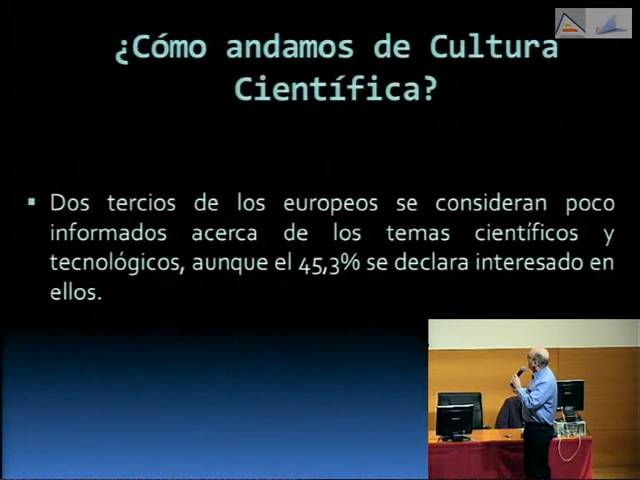 ¿Cómo andamos de Cultura
Científica?
▪ Dos tercios de los europeos se consideran poco
informados acerca de los temas científicos y
tecnológicos, aunque el 45,3% se declara interesado en
ellos.